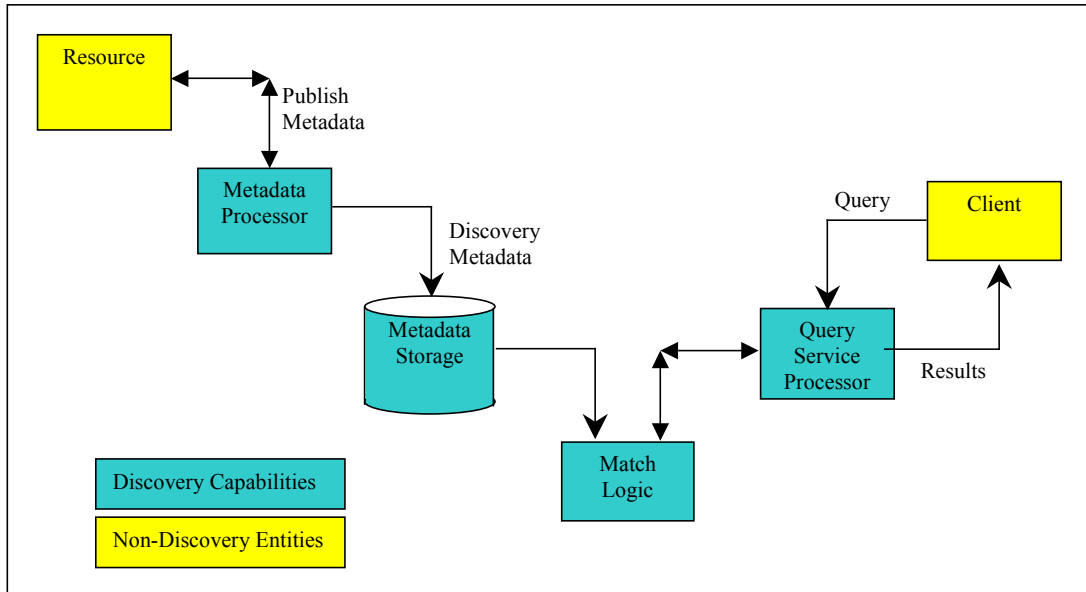 Resource
Publish
Metadata
Metadata
Processor
Discovery
Metadata
Query
Client
Metadata
Storage
Query
Service
Processor
Results
Match
Logic
Discovery Capabilities
Non-Discovery Entities